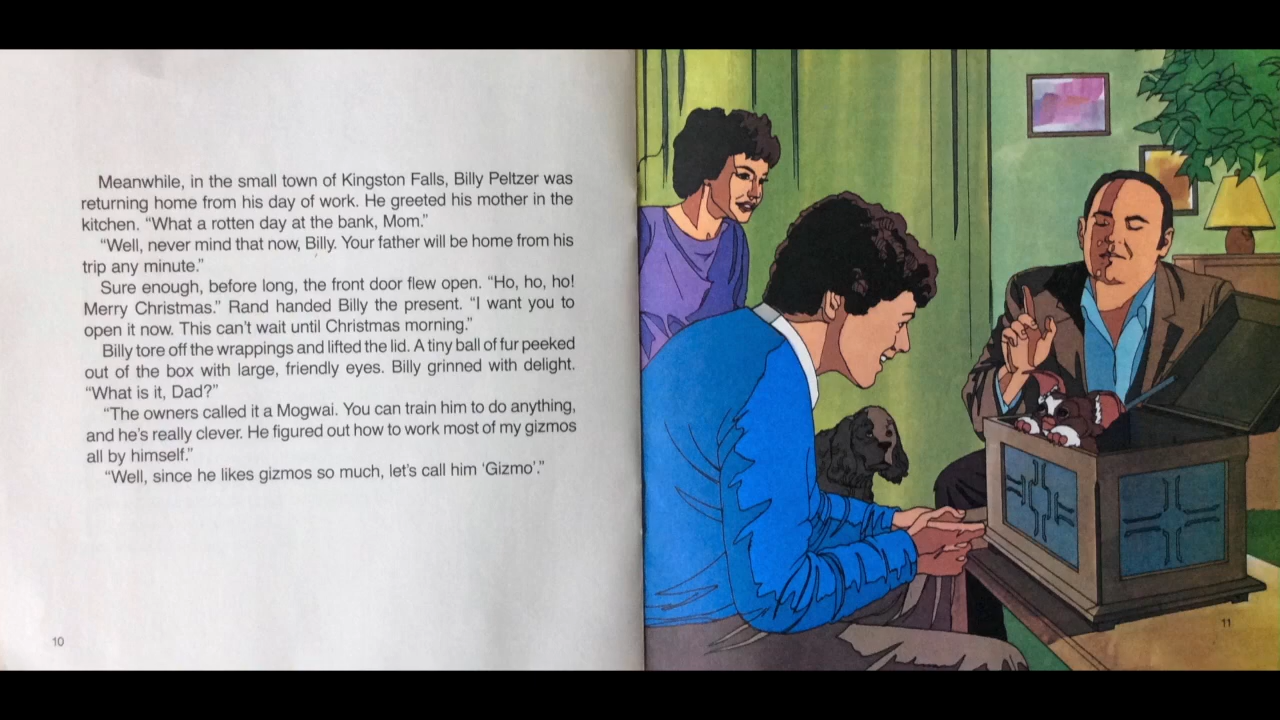 Meanwhile, in the small town of Kingston Falls, Billy Peltzer was
returning home from his day of work. He greeted his mother in the
kitchen. “What a rotten day at the bank, Mom.”
“Well, never mind that now, Billy. Your father will be home from his
trip any minute.”
Sure enough, before long, the front door flew open. “Ho, ho, ho!
Merry Christmas.” Rand handed Billy the present. “I want you to
open it now. This can’t wait until Christmas morning.”
Billy tore off the wrappings and lifted the lid. A tiny ball of fur peeked
out of the box with large, friendly eyes. Billy grinned with delight.
“What is it, Dad?”
“The owners called it a Mogwai. You can train him to do anything,
and he’s really clever. He figured out how to work most of my gizmos
all by himself.”
“Well, since he likes gizmos so much, let’s call him ‘Gizmo’.”
10
11